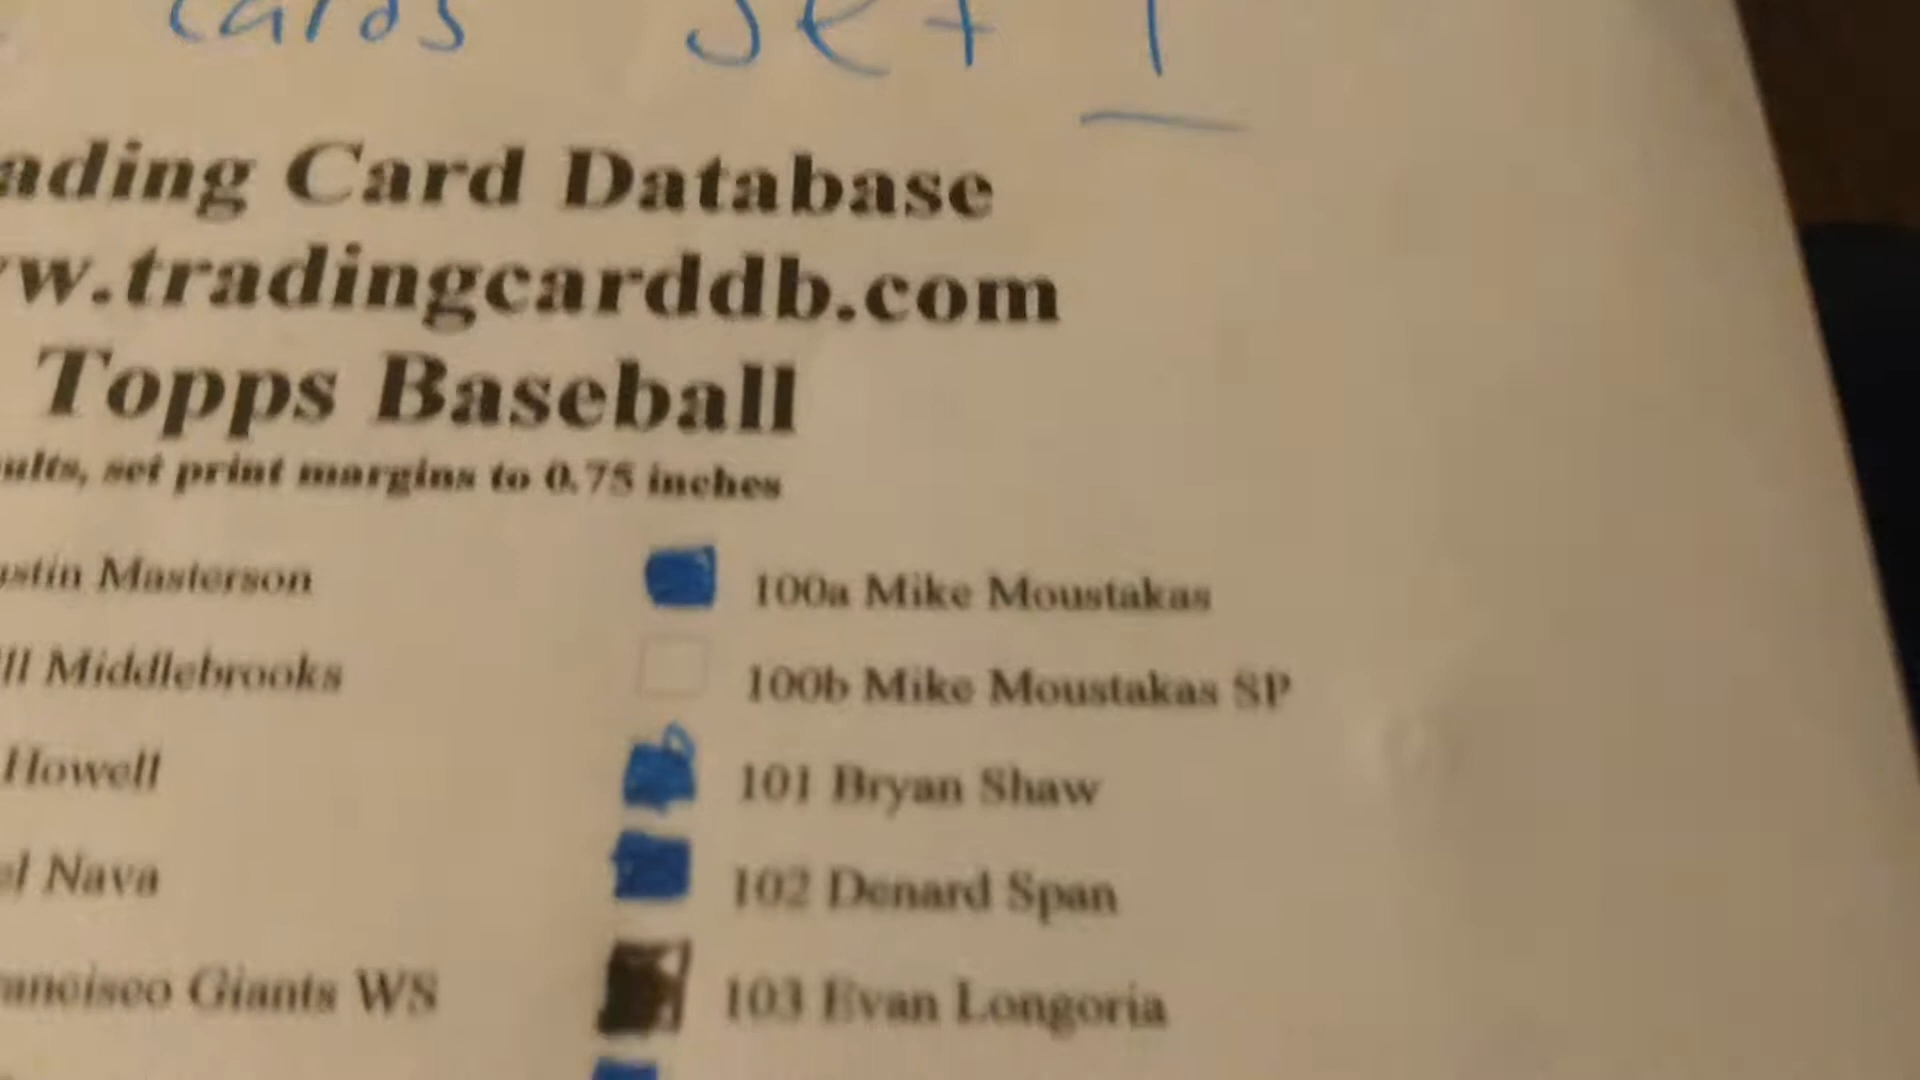 cards set 1
ading Card Database
w.tradingcarddb.com
Topps Baseball
ults, set print margins to 0.75 inches
stin Masterson
ll Middlebrooks
Howell
el Nava
ancisco Giants WS
100a Mike Moustakas
100b Mike Moustakas SP
101 Bryan Shaw
102 Denard Span
103 Evan Longoria